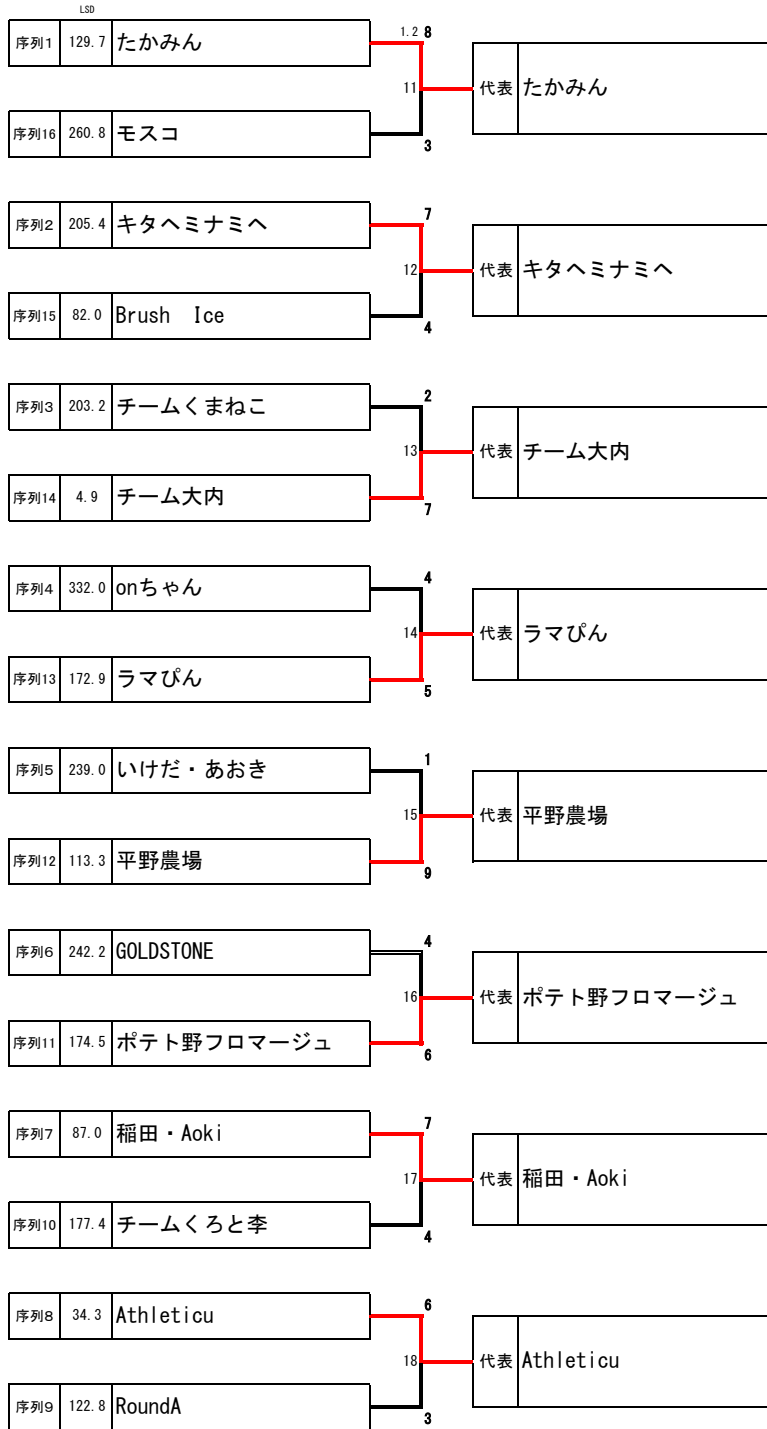 LSD
序列1 129.7 たかみん 1.2 8
11 代表 たかみん
序列16 260.8 モスコ 3
序列2 205.4 キタヘミナミヘ 7
12 代表 キタヘミナミヘ
序列15 82.0 Brush Ice 4
序列3 203.2 チームくまねこ 2
13 代表 チーム大内
序列14 4.9 チーム大内 7
序列4 332.0 onちゃん 4
14 代表 ラマぴん
序列13 172.9 ラマぴん 5
序列5 239.0 いけだ・あおき 1
15 代表 平野農場
序列12 113.3 平野農場 9
序列6 242.2 GOLDSTONE 4
16 代表 ポテト野フロマージュ
序列11 174.5 ポテト野フロマージュ 6
序列7 87.0 稲田・Aoki 7
17 代表 稲田・Aoki
序列10 177.4 チームくろと李 4
序列8 34.3 Athleticu 6
18 代表 Athleticu
序列9 122.8 RoundA 3